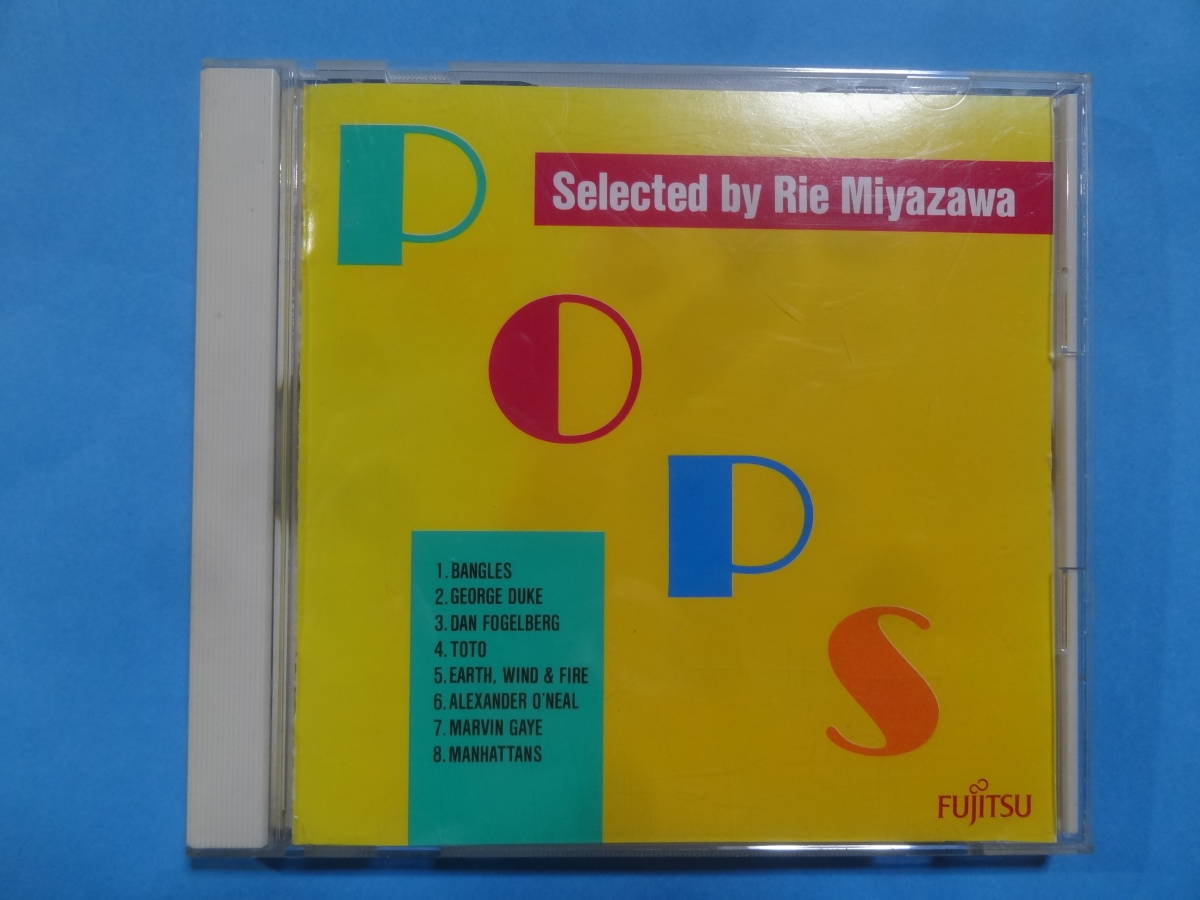 Selected by Rie Miyazawa
POPS
1. BANGLES
2. GEORGE DUKE
3. DAN FOGELBERG
4. TOTO
5. EARTH, WIND & FIRE
6. ALEXANDER O'NEAL
7. MARVIN GAYE
8. MANHATTANS
FUJITSU